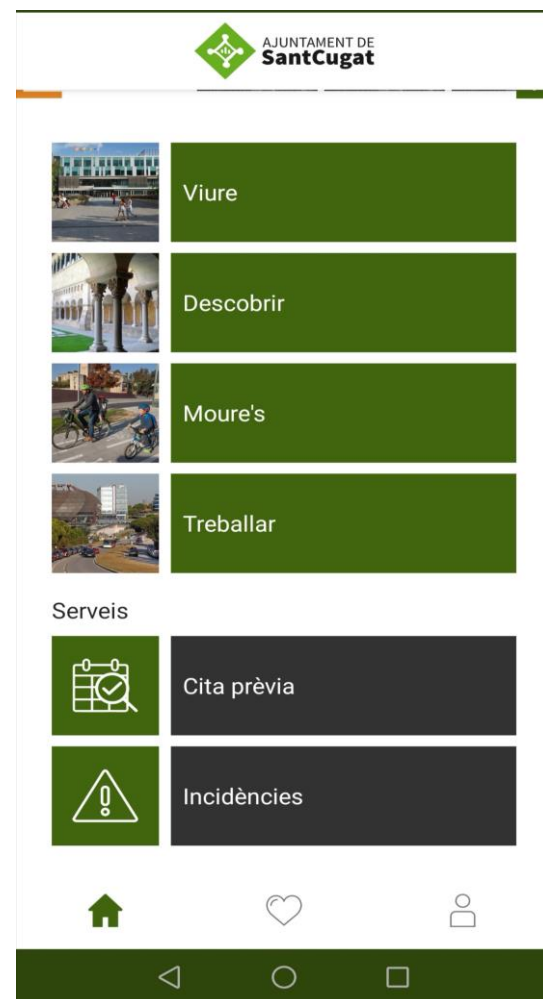 AJUNTAMENT DE
SantCugat
Viure
Descobrir
Moure's
Treballar
Serveis
Cita prèvia
Incidències